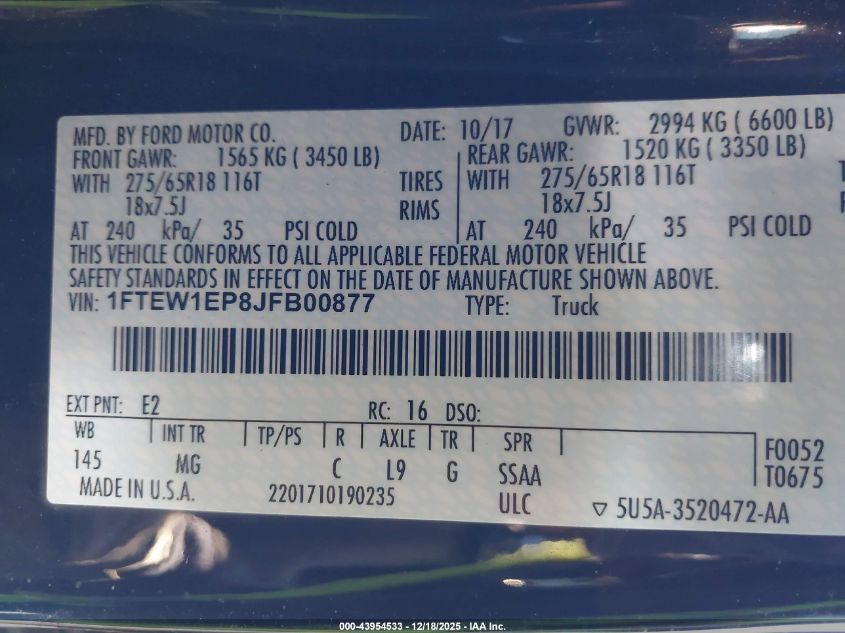 MFD. BY FORD MOTOR CO. DATE: 10/17 GVWR: 2994 KG ( 6600 LB)
FRONT GAWR: 1565 KG ( 3450 LB) REAR GAWR: 1520 KG ( 3350 LB)
WITH 275/65R18 116T TIRES WITH 275/65R18 116T
18x7.5J RIMS 18x7.5J
AT 240 kPa/ 35 PSI COLD AT 240 kPa/ 35 PSI COLD
THIS VEHICLE CONFORMS TO ALL APPLICABLE FEDERAL MOTOR VEHICLE
SAFETY STANDARDS IN EFFECT ON THE DATE OF MANUFACTURE SHOWN ABOVE.
VIN: 1FTEW1EP8JFB00877 TYPE: Truck
EXT PNT: E2 RC: 16 DSO:
WB INT TR TP/PS R AXLE TR SPR F0052
145 MG C L9 G SSAA T0675
MADE IN U.S.A. 2201710190235 ULC ▽ 5U5A-3520472-AA
000-43954533 - 12/18/2025 - IAA Inc.